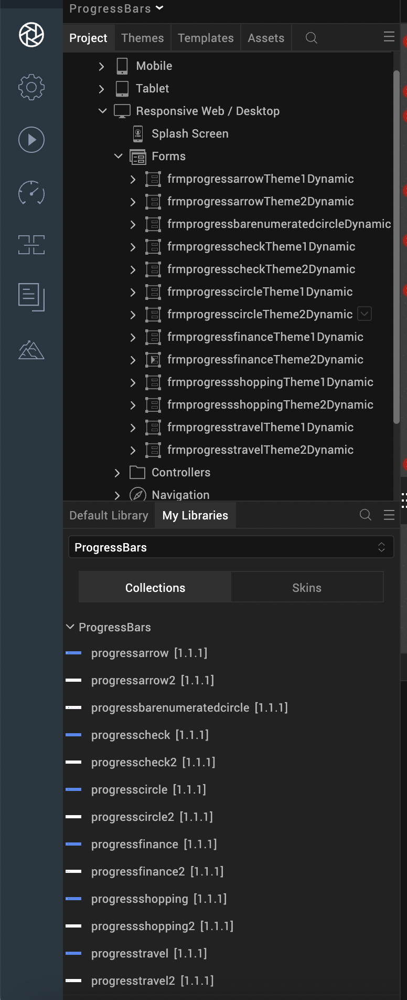 ProgressBars
Project Themes Templates Assets
Mobile
Tablet
Responsive Web / Desktop
Splash Screen
Forms
frmprogressarrowTheme1Dynamic
frmprogressarrowTheme2Dynamic
frmprogressbarenumeratedcircleDynamic
frmprogresscheckTheme1Dynamic
frmprogresscheckTheme2Dynamic
frmprogresscircleTheme1Dynamic
frmprogresscircleTheme2Dynamic
frmprogressfinanceTheme1Dynamic
frmprogressfinanceTheme2Dynamic
frmprogressshoppingTheme1Dynamic
frmprogressshoppingTheme2Dynamic
frmprogresstravelTheme1Dynamic
frmprogresstravelTheme2Dynamic
Controllers
Navigation
Default Library My Libraries
ProgressBars
Collections Skins
ProgressBars
progressarrow [1.1.1]
progressarrow2 [1.1.1]
progressbarenumeratedcircle [1.1.1]
progresscheck [1.1.1]
progresscheck2 [1.1.1]
progresscircle [1.1.1]
progresscircle2 [1.1.1]
progressfinance [1.1.1]
progressfinance2 [1.1.1]
progressshopping [1.1.1]
progressshopping2 [1.1.1]
progresstravel [1.1.1]
progresstravel2 [1.1.1]